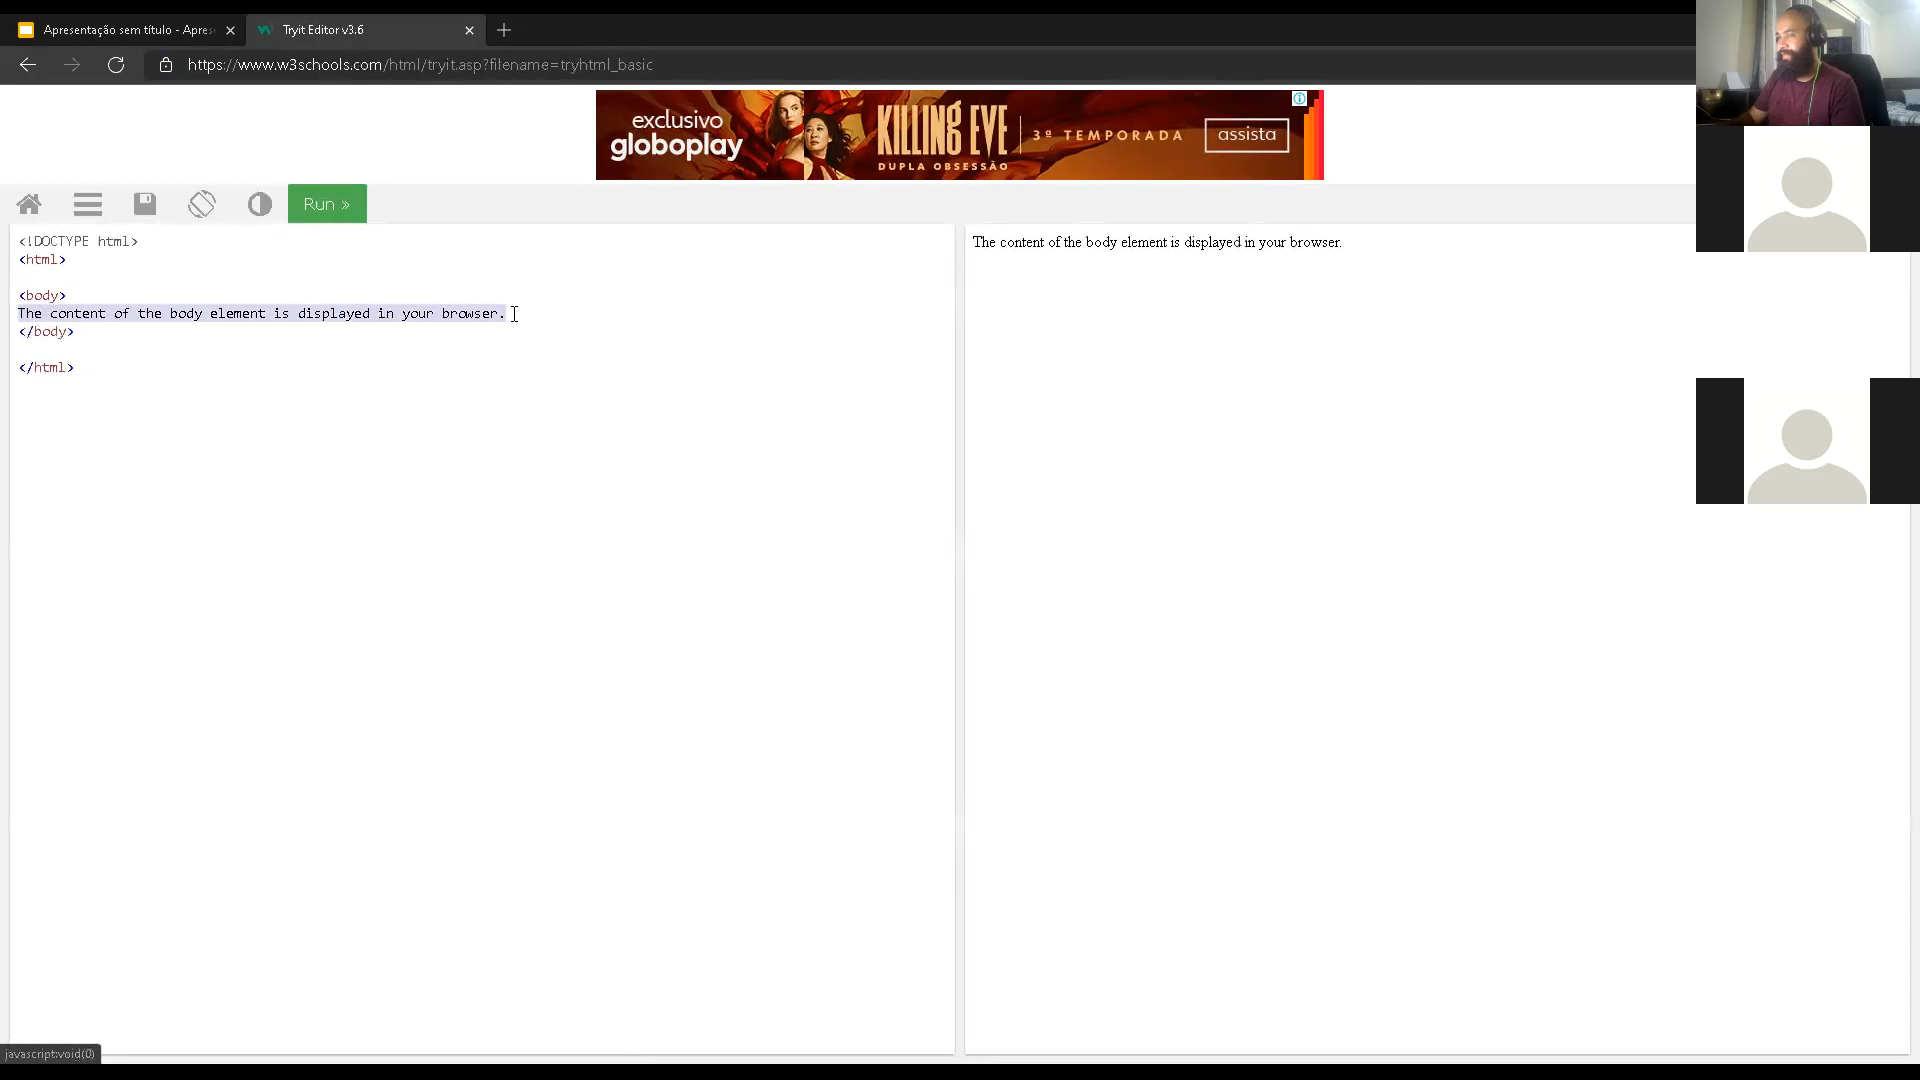 Apresentação sem título - Apres
Tryit Editor v3.6
https://www.w3schools.com/html/tryit.asp?filename=tryhtml_basic
exclusivo
globoplay
KILLING EVE
DUPLA OBSESSÃO
3ª TEMPORADA
assista
Run »
<!DOCTYPE html>
<html>
<body>
The content of the body element is displayed in your browser.
</body>
</html>
The content of the body element is displayed in your browser.
javascript:void(0)